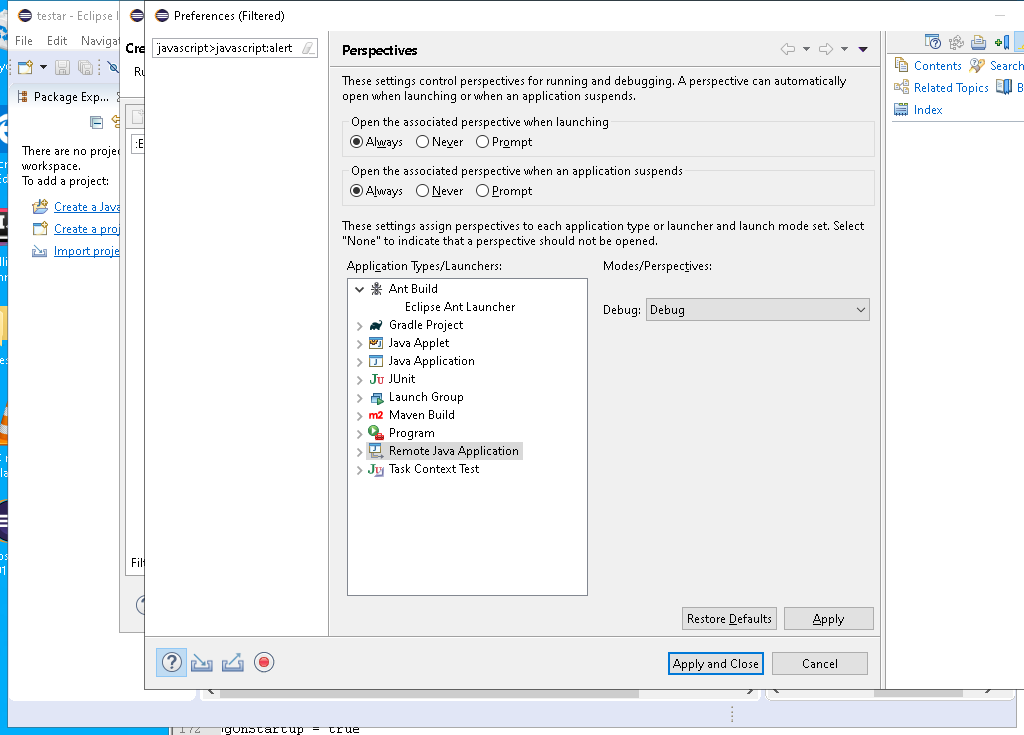 testar - Eclipse I
Preferences (Filtered)
File Edit Navigat
Cre
javascript>javascript:alert
Perspectives
Ru
Contents
Search
Package Exp...
These settings control perspectives for running and debugging. A perspective can automatically
open when launching or when an application suspends.
Related Topics
B
Index
Open the associated perspective when launching
Always Never Prompt
:E
There are no projec
workspace.
To add a project:
Open the associated perspective when an application suspends
Always Never Prompt
Create a Java
Create a proj
Import proje
These settings assign perspectives to each application type or launcher and launch mode set. Select
"None" to indicate that a perspective should not be opened.
Application Types/Launchers:
Modes/Perspectives:
Ant Build
Eclipse Ant Launcher
Debug: Debug
Gradle Project
Java Applet
Java Application
JUnit
Launch Group
Maven Build
Program
Remote Java Application
Task Context Test
Filt
Restore Defaults
Apply
Apply and Close
Cancel
172 gOnStartup = true